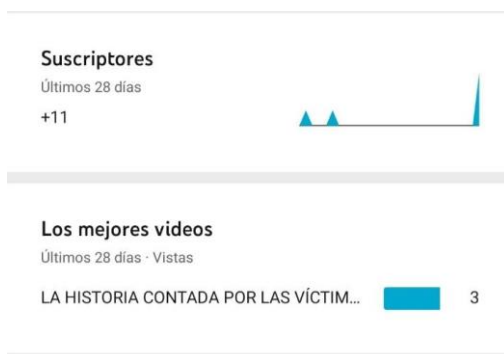 Suscriptores
Últimos 28 días
+11
Los mejores videos
Últimos 28 días · Vistas
LA HISTORIA CONTADA POR LAS VÍCTIM... 3